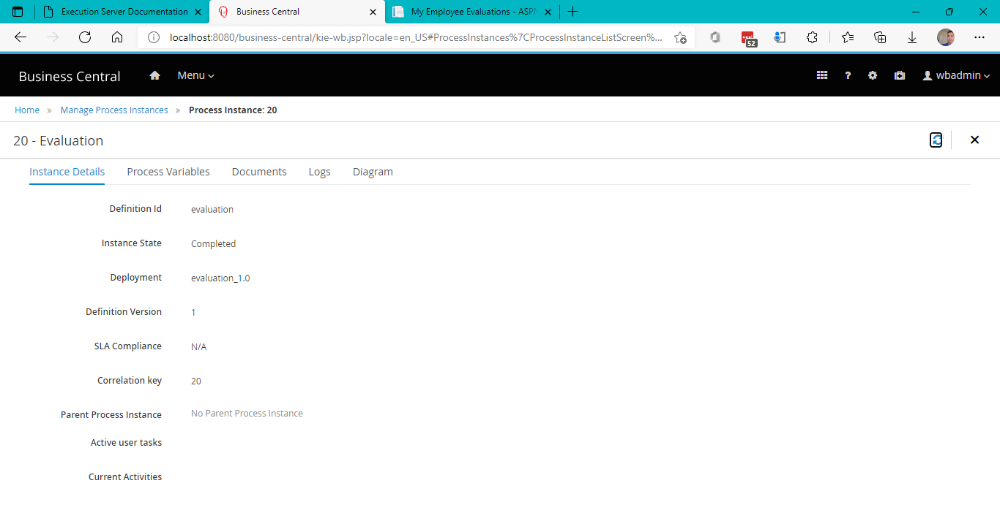 Execution Server Documentation
Business Central
My Employee Evaluations - ASP
localhost:8080/business-central/kie-wb.jsp?locale=en_US#ProcessInstances%7CProcessInstanceListScreen%...
52
Business Central
Menu
?
wbadmin
Home » Manage Process Instances » Process Instance: 20
20 - Evaluation
Instance Details
Process Variables
Documents
Logs
Diagram
Definition Id evaluation
Instance State Completed
Deployment evaluation_1.0
Definition Version 1
SLA Compliance N/A
Correlation key 20
Parent Process Instance No Parent Process Instance
Active user tasks
Current Activities